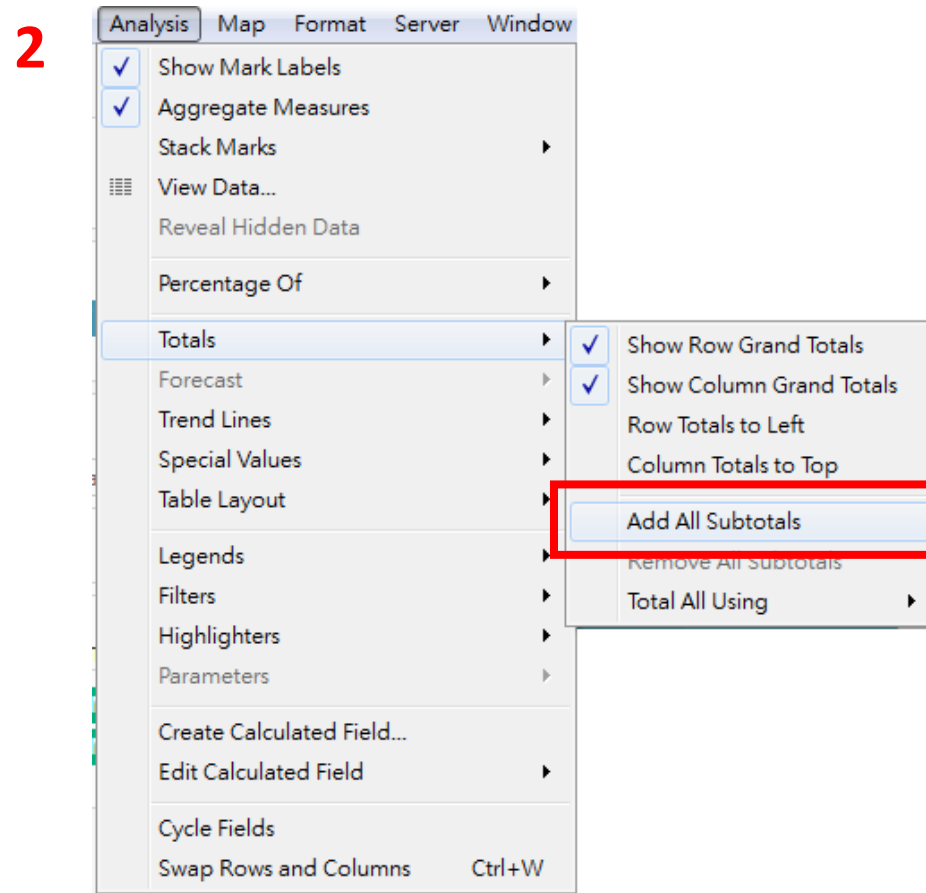 2
Analysis Map Format Server Window
Show Mark Labels
Aggregate Measures
Stack Marks
View Data...
Reveal Hidden Data
Percentage Of
Totals
Forecast
Trend Lines
Special Values
Table Layout
Legends
Filters
Highlighters
Parameters
Create Calculated Field...
Edit Calculated Field
Cycle Fields
Swap Rows and Columns Ctrl+W
Show Row Grand Totals
Show Column Grand Totals
Row Totals to Left
Column Totals to Top
Add All Subtotals
Remove All Subtotals
Total All Using